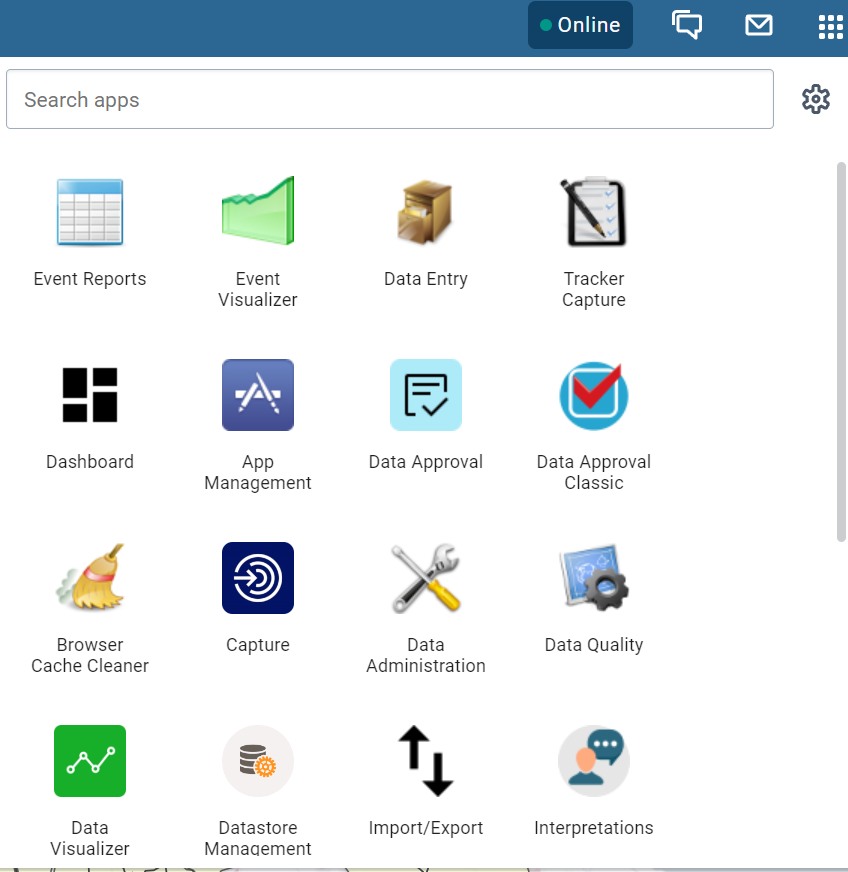 Online
Search apps
Event Reports
Event
Visualizer
Data Entry
Tracker
Capture
Dashboard
App
Management
Data Approval
Data Approval
Classic
Browser
Cache Cleaner
Capture
Data
Administration
Data Quality
Data
Visualizer
Datastore
Management
Import/Export
Interpretations